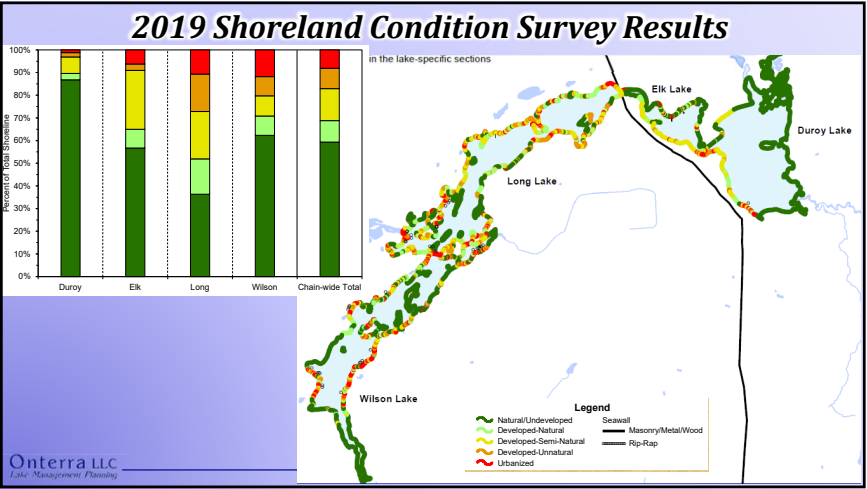 2019 Shoreland Condition Survey Results
in the lake-specific sections
Percent of Total Shoreline
100%
90%
80%
70%
60%
50%
40%
30%
20%
10%
0%
Duroy
Elk
Long
Wilson
Chain-wide Total
Elk Lake
Duroy Lake
Long Lake
Wilson Lake
Legend
Natural/Undeveloped
Developed-Natural
Developed-Semi-Natural
Developed-Unnatural
Urbanized
Seawall
Masonry/Metal/Wood
Rip-Rap
Onterra LLC
Lake Management Planning